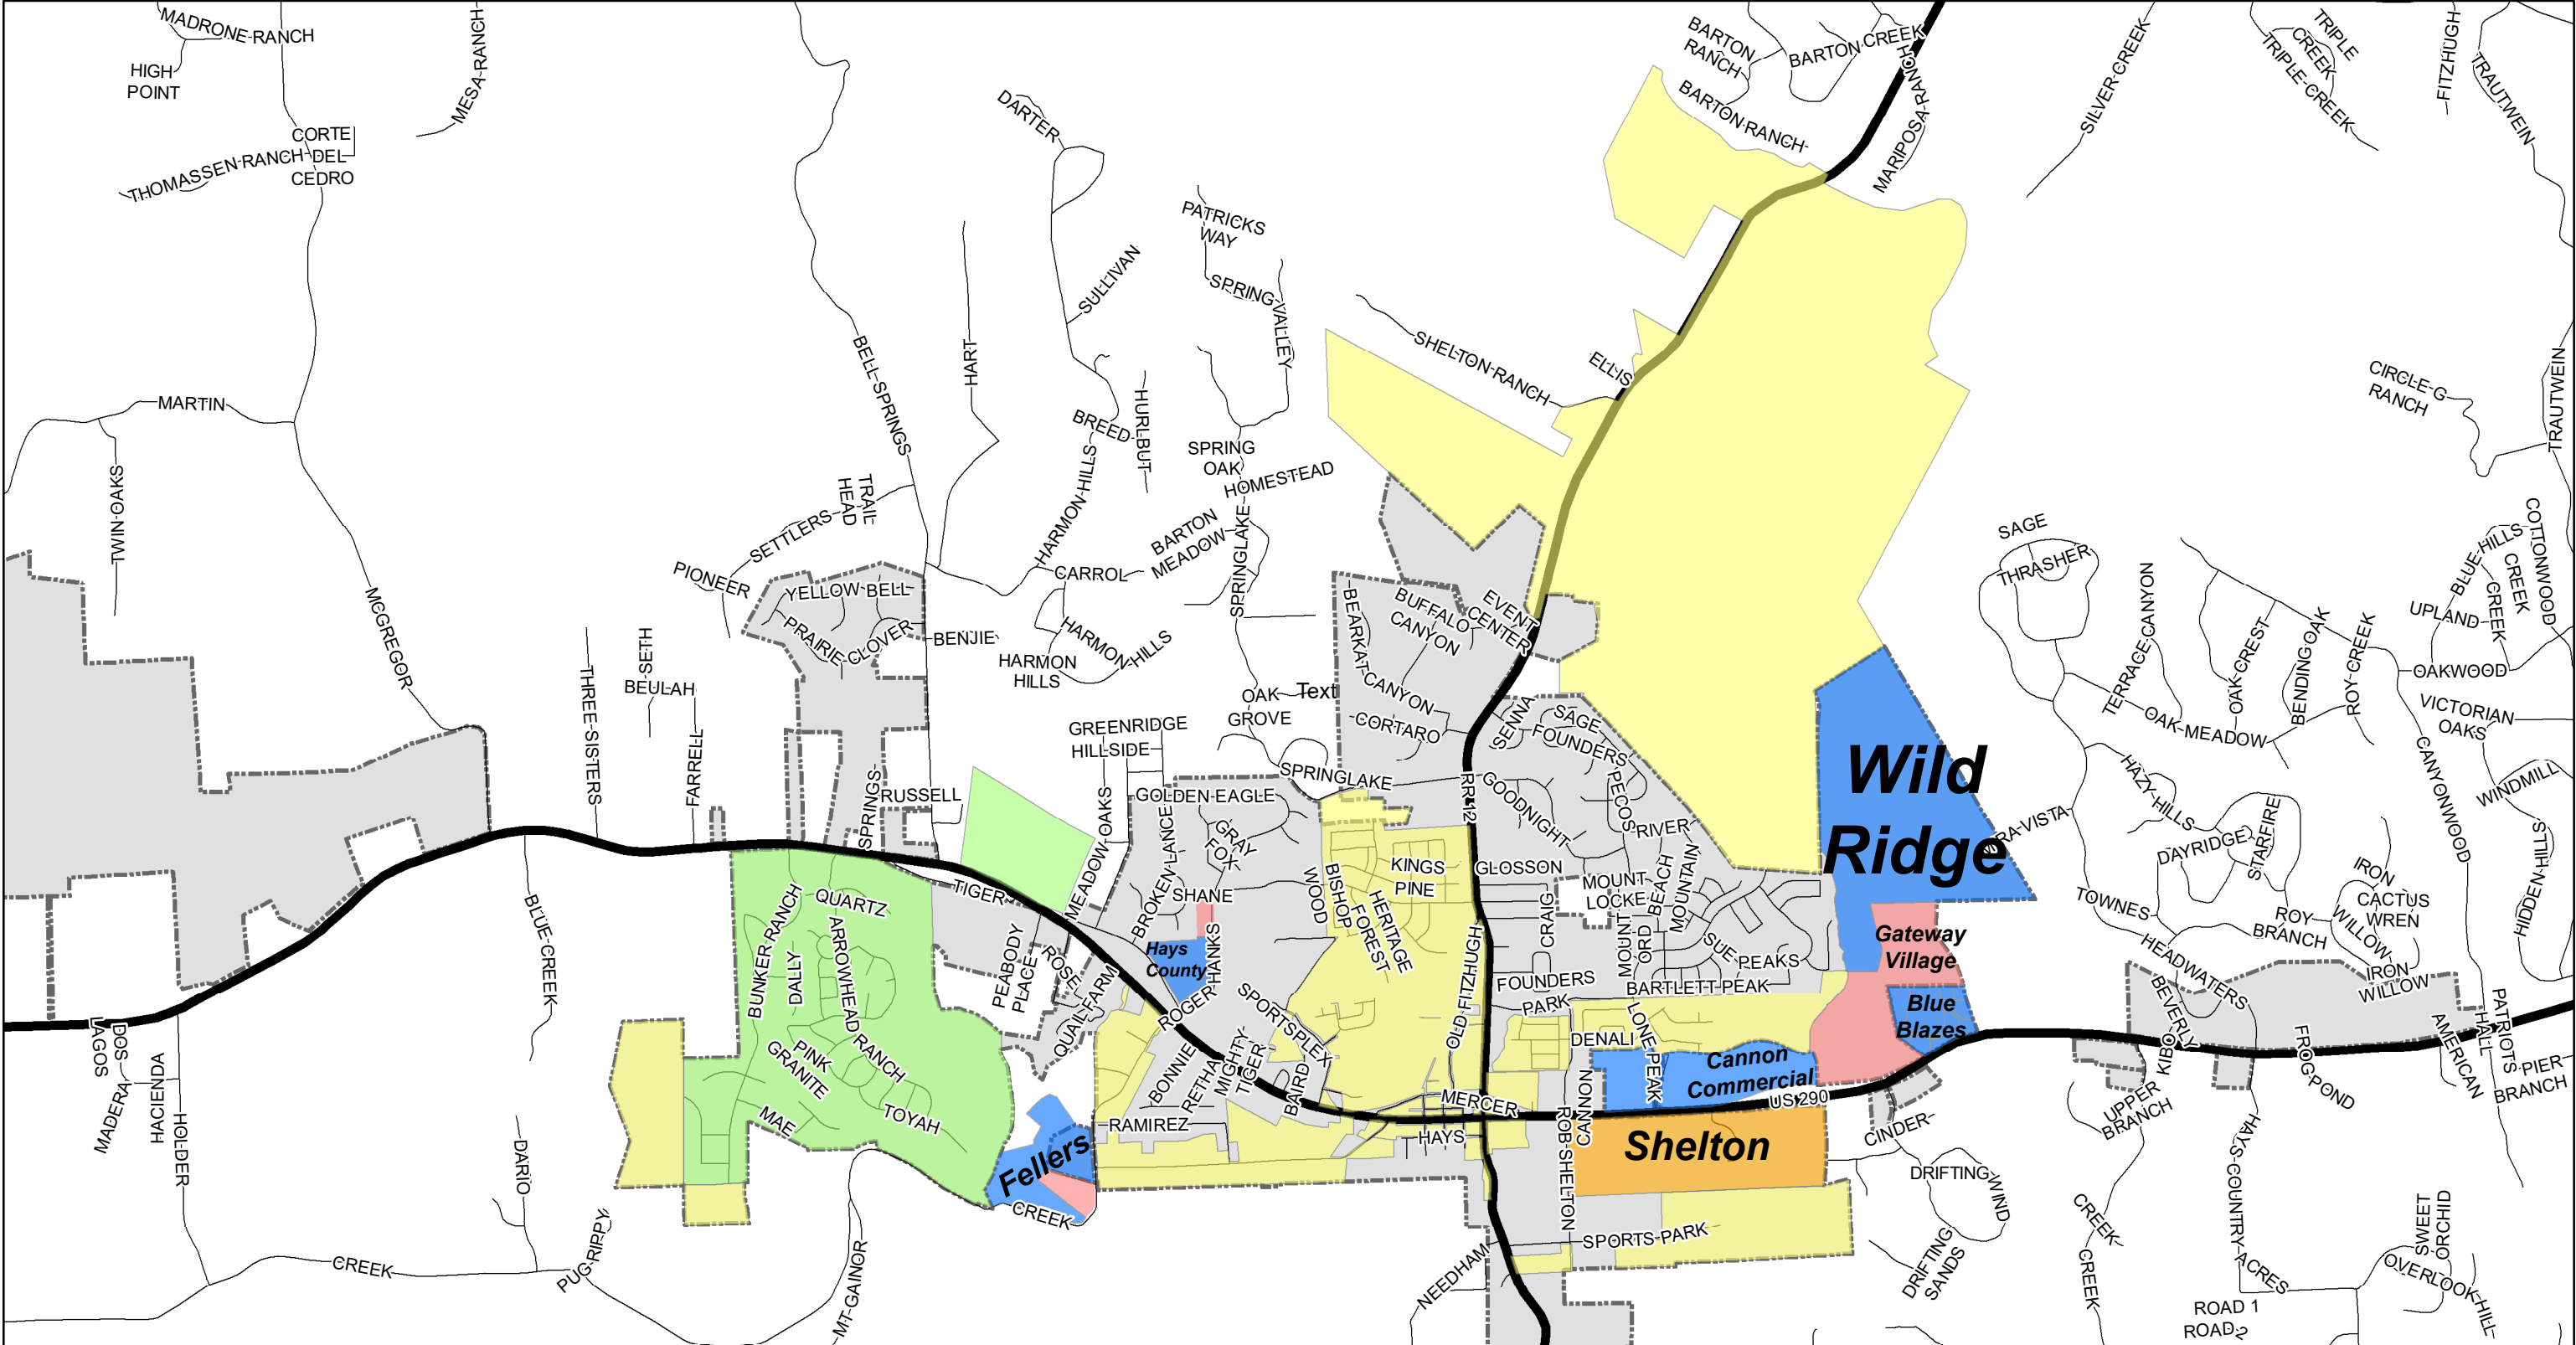 MADRONE-RANCH
HIGH
POINT
MESA-RANCH
CORTE
DEL
CEDRO
THOMASSEN-RANCH
DARTER
BARTON
RANCH
BARTON CREEK
BARTON-RANCH
MARIPOSA-RANCH
SILVER-CREEK
TRIPLE
CREEK
TRIPLE-CREEK
FITZHUGH
TRAUTWEIN
PATRICKS
WAY
SULLIVAN
SPRING-VALLEY
SHELTON-RANCH
ELLIS
BELL-SPRINGS
HART
HURLBUT
BREED
MARTIN
TWIN-OAKS
CIRCLE-G
RANCH
TRAUTWEIN
SPRING
OAK
HOMESTEAD
TRAIL
HEAD
SETTLERS
HARMON-HILLS
BARTON
MEADOW
SPRINGLAKE
CARROL
PIONEER
YELLOW BELL
PRAIRIE-CLOVER
BENJIE
HARMON-HILLS
HARMON
HILLS
MCGREGOR
SETH
BEULAH
THREE-SISTERS
FARRELL
OAK
GROVE
Text
BEARKAT-CANYON
BUFFALO
CANYON
EVENT
CENTER
CORTARO
SENNA
SAGE
FOUNDERS
SAGE
THRASHER
TERRACE CANYON
OAK-CREST
BENDING OAK
ROY-CREEK
OAK-MEADOW
BLUE-HILLS
CREEK
CREEK
COTTONWOOD
UPLAND
OAKWOOD
VICTORIAN
OAKS
GREENRIDGE
HILLSIDE
SPRINGLAKE
RR 12
GOODNIGHT
PECOS
RIVER
Wild
Ridge
RA-VISTA
HAZY-HILLS
DAYRIDGE
STARFIRE
CANYONWOOD
WINDMILL
HIDDEN-HILLS
SPRINGS
RUSSELL
GOLDEN EAGLE
MEADOW-OAKS
BROKEN-LANCE
GRAY
FOX
SHANE
WOOD
BISHOP
FOREST
HERITAGE
KINGS
PINE
GLOSSON
MOUNT
LOCKE
CRAIG
MOUNT
ORD
BEACH
MOUNTAIN
SUE-PEAKS
BARTLETT-PEAK
TOWNES
HEADWATERS
ROY
BRANCH
IRON
CACTUS
WREN
WILLOW
IRON
WILLOW
QUARTZ
TIGER
BLUE-CREEK
BUNKER RANCH
DALLY
ARROWHEAD RANCH
PINK
GRANITE
MAE
TOYAH
PEABODY
PLACE
ROSE
QUAIL-FARM
Hays
County
HANKS
ROGER
SPORTSPLEX
BONNIE
RETHA
MIGHTY
TIGER
BAIRD
OLD-FITZHUGH
FOUNDERS
PARK
DENALI
LONE PEAK
Gateway
Village
Blue
Blazes
Cannon
Commercial
US 290
BEVERLY
KIBO
FROG POND
AMERICAN
PATRIOTS
HALL
PIER
BRANCH
LAGOS
DOS
MADERA
HACIENDA
HOLDER
RAMIREZ
MERCER
HAYS
ROB-SHELTON
CANNON
Shelton
CINDER
UPPER
BRANCH
Fellers
CREEK
DARIO
CREEK
PUG-RIPPY
MT-GAINOR
NEEDHAM
SPORTS-PARK
DRIFTING
WIND
DRIFTING
SANDS
CREEK
CREEK
HAYS-COUNTRY-ACRES
SWEET
ORCHID
OVERLOOK-HILL
ROAD 1
ROAD-2